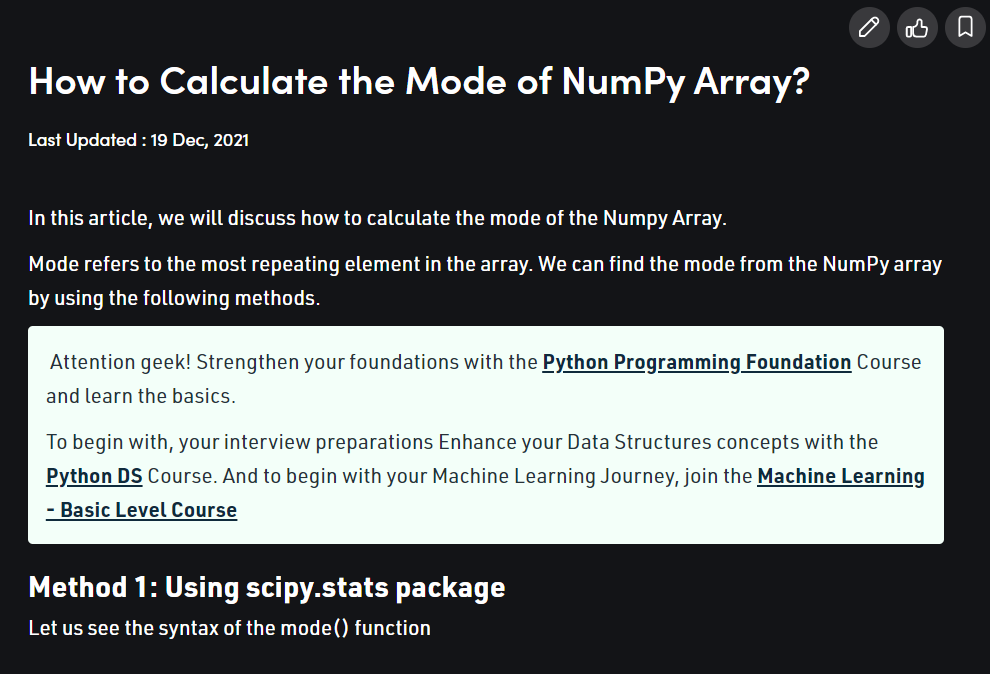 How to Calculate the Mode of NumPy Array?
Last Updated : 19 Dec, 2021
In this article, we will discuss how to calculate the mode of the Numpy Array.
Mode refers to the most repeating element in the array. We can find the mode from the NumPy array
by using the following methods.
Attention geek! Strengthen your foundations with the Python Programming Foundation Course
and learn the basics.
To begin with, your interview preparations Enhance your Data Structures concepts with the
Python DS Course. And to begin with your Machine Learning Journey, join the Machine Learning
- Basic Level Course
Method 1: Using scipy.stats package
Let us see the syntax of the mode() function